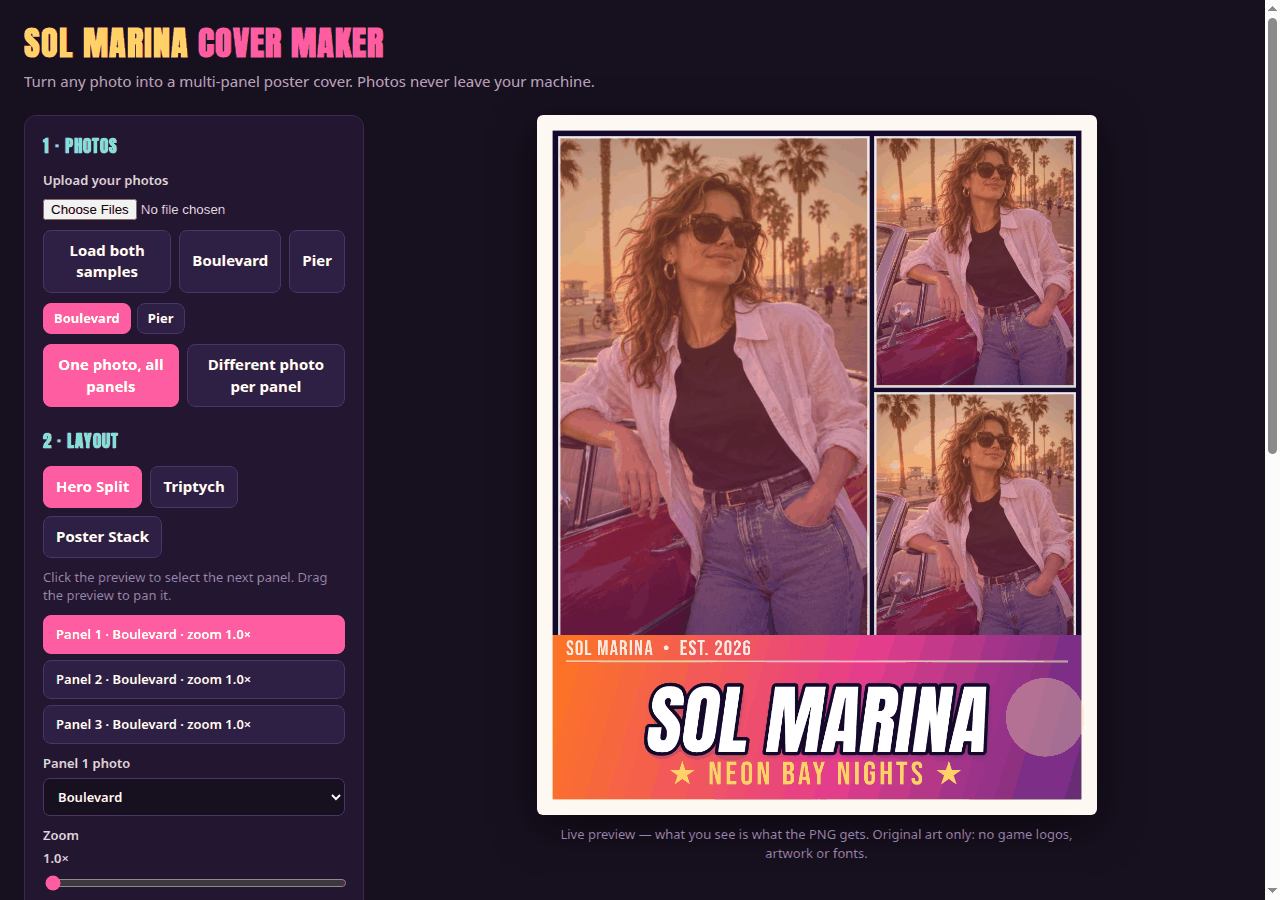 SOL MARINA COVER MAKER
Turn any photo into a multi-panel poster cover. Photos never leave your machine.
1 · PHOTOS
Upload your photos
Choose Files No file chosen
Load both
samples
Boulevard
Pier
Boulevard
Pier
One photo, all
panels
Different photo
per panel
2 · LAYOUT
Hero Split
Triptych
Poster Stack
Click the preview to select the next panel. Drag
the preview to pan it.
Panel 1 · Boulevard · zoom 1.0×
Panel 2 · Boulevard · zoom 1.0×
Panel 3 · Boulevard · zoom 1.0×
Panel 1 photo
Boulevard
Zoom
1.0×
SOL MARINA • EST. 2026
SOL MARINA
★ NEON BAY NIGHTS ★
Live preview — what you see is what the PNG gets. Original art only: no game logos,
artwork or fonts.